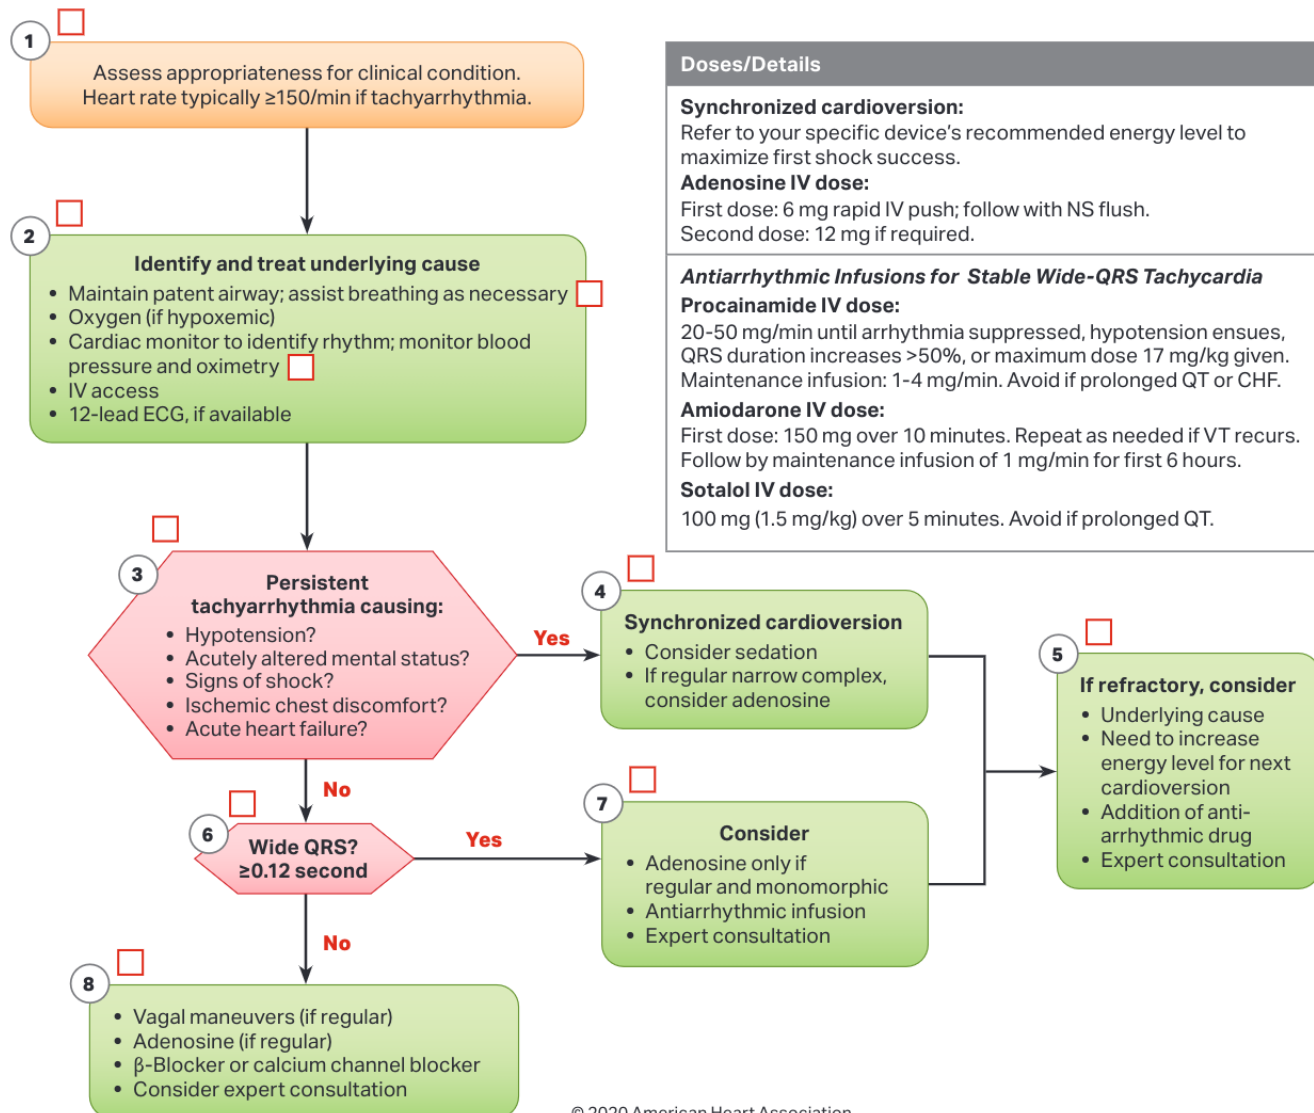 1
Assess appropriateness for clinical condition.
Heart rate typically ≥150/min if tachyarrhythmia.
2
Identify and treat underlying cause
• Maintain patent airway; assist breathing as necessary
• Oxygen (if hypoxemic)
• Cardiac monitor to identify rhythm; monitor blood
pressure and oximetry
• IV access
• 12-lead ECG, if available
Doses/Details
Synchronized cardioversion:
Refer to your specific device's recommended energy level to
maximize first shock success.
Adenosine IV dose:
First dose: 6 mg rapid IV push; follow with NS flush.
Second dose: 12 mg if required.
Antiarrhythmic Infusions for Stable Wide-QRS Tachycardia
Procainamide IV dose:
20-50 mg/min until arrhythmia suppressed, hypotension ensues,
QRS duration increases >50%, or maximum dose 17 mg/kg given.
Maintenance infusion: 1-4 mg/min. Avoid if prolonged QT or CHF.
Amiodarone IV dose:
First dose: 150 mg over 10 minutes. Repeat as needed if VT recurs.
Follow by maintenance infusion of 1 mg/min for first 6 hours.
Sotalol IV dose:
100 mg (1.5 mg/kg) over 5 minutes. Avoid if prolonged QT.
3
Persistent
tachyarrhythmia causing:
• Hypotension?
• Acutely altered mental status?
• Signs of shock?
• Ischemic chest discomfort?
• Acute heart failure?
Yes
4
Synchronized cardioversion
• Consider sedation
• If regular narrow complex,
consider adenosine
5
If refractory, consider
• Underlying cause
• Need to increase
energy level for next
cardioversion
• Addition of anti-
arrhythmic drug
• Expert consultation
No
6
Wide QRS?
≥0.12 second
Yes
7
Consider
• Adenosine only if
regular and monomorphic
• Antiarrhythmic infusion
• Expert consultation
No
8
• Vagal maneuvers (if regular)
• Adenosine (if regular)
• β-Blocker or calcium channel blocker
• Consider expert consultation
© 2020 American Heart Association